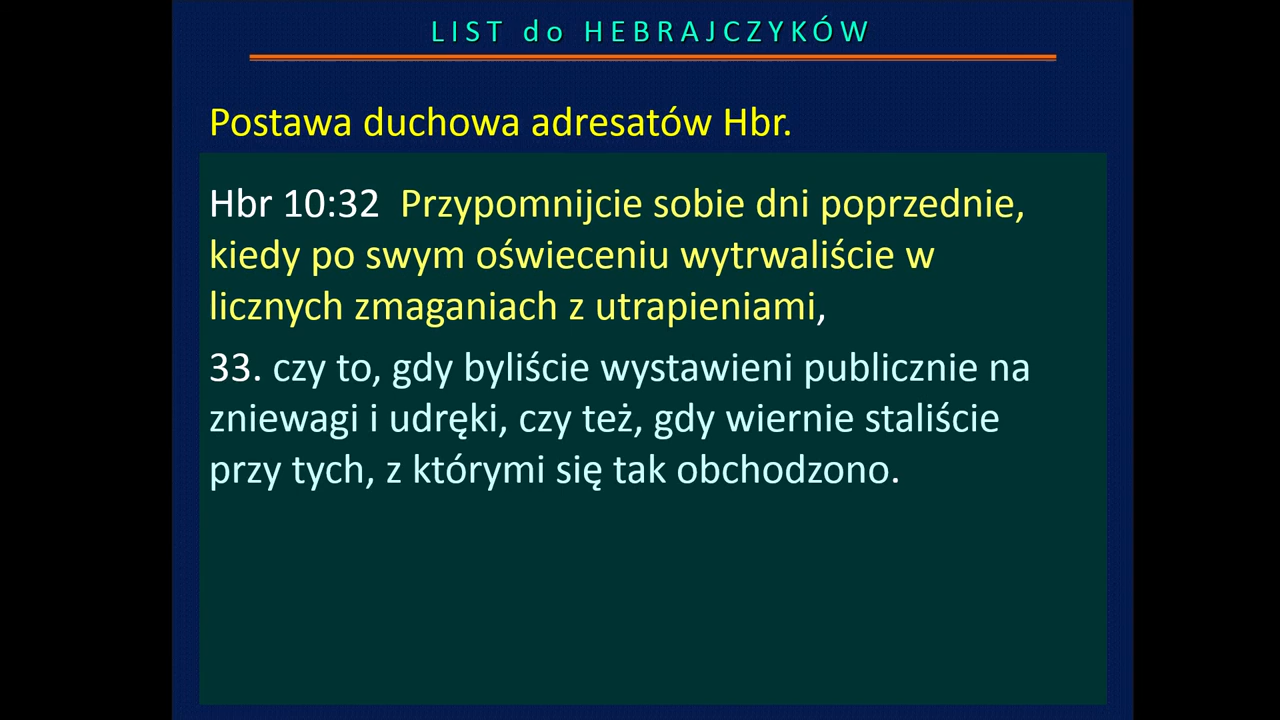 LIST do HEBRAJCZYKÓW
Postawa duchowa adresatów Hbr.
Hbr 10:32 Przypomnijcie sobie dni poprzednie,
kiedy po swym oświeceniu wytrwaliście w
licznych zmaganiach z utrapieniami,
33. czy to, gdy byliście wystawieni publicznie na
zniewagi i udręki, czy też, gdy wiernie staliście
przy tych, z którymi się tak obchodzono.